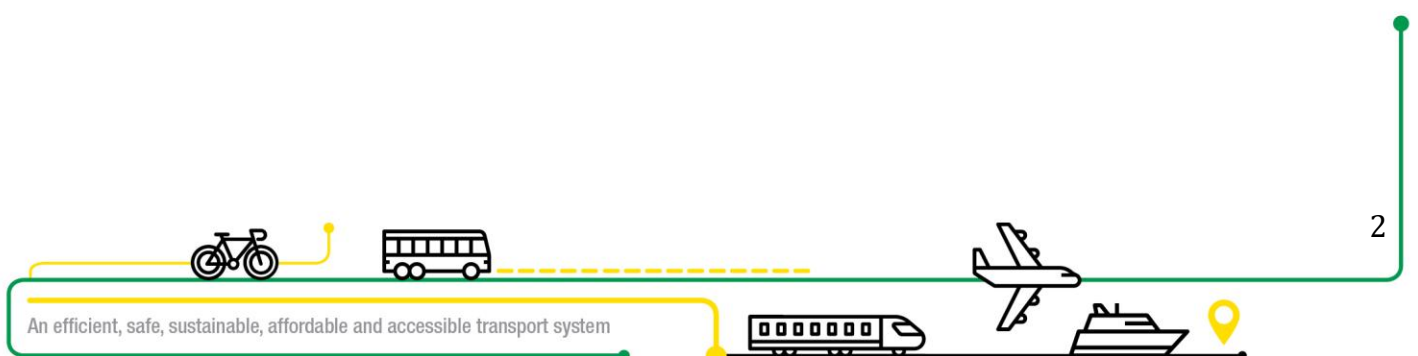 2
An efficient, safe, sustainable, affordable and accessible transport system